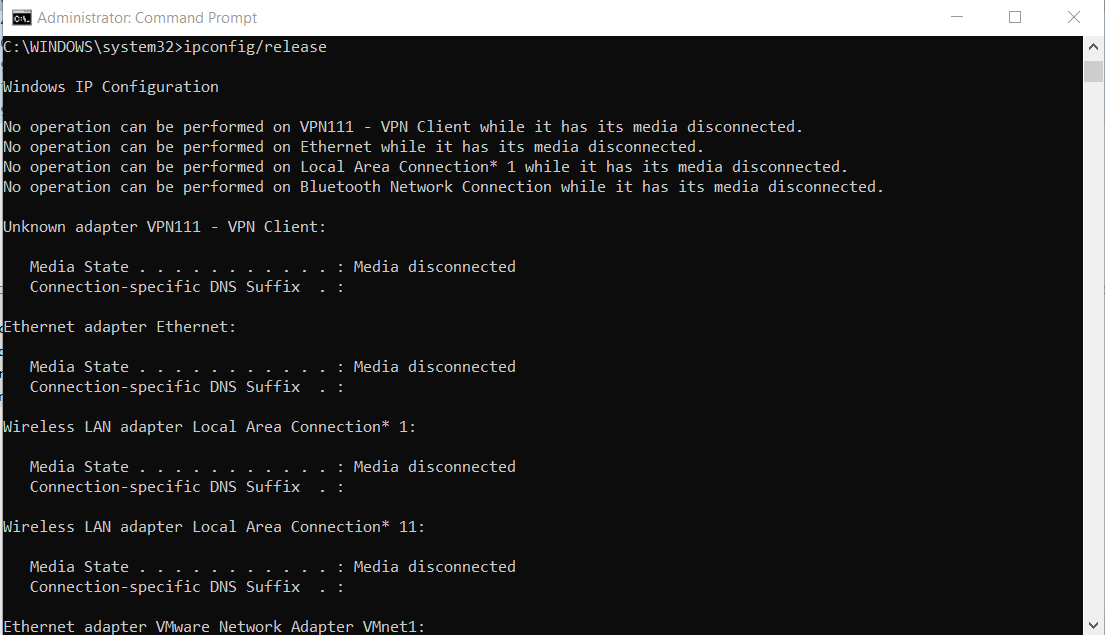 Administrator: Command Prompt
C:\WINDOWS\system32>ipconfig/release
Windows IP Configuration
No operation can be performed on VPN111 - VPN Client while it has its media disconnected.
No operation can be performed on Ethernet while it has its media disconnected.
No operation can be performed on Local Area Connection* 1 while it has its media disconnected.
No operation can be performed on Bluetooth Network Connection while it has its media disconnected.
Unknown adapter VPN111 - VPN Client:
Media State . . . . . . . . . . . : Media disconnected
Connection-specific DNS Suffix  . :
Ethernet adapter Ethernet:
Media State . . . . . . . . . . . : Media disconnected
Connection-specific DNS Suffix  . :
Wireless LAN adapter Local Area Connection* 1:
Media State . . . . . . . . . . . : Media disconnected
Connection-specific DNS Suffix  . :
Wireless LAN adapter Local Area Connection* 11:
Media State . . . . . . . . . . . : Media disconnected
Connection-specific DNS Suffix  . :
Ethernet adapter VMware Network Adapter VMnet1: